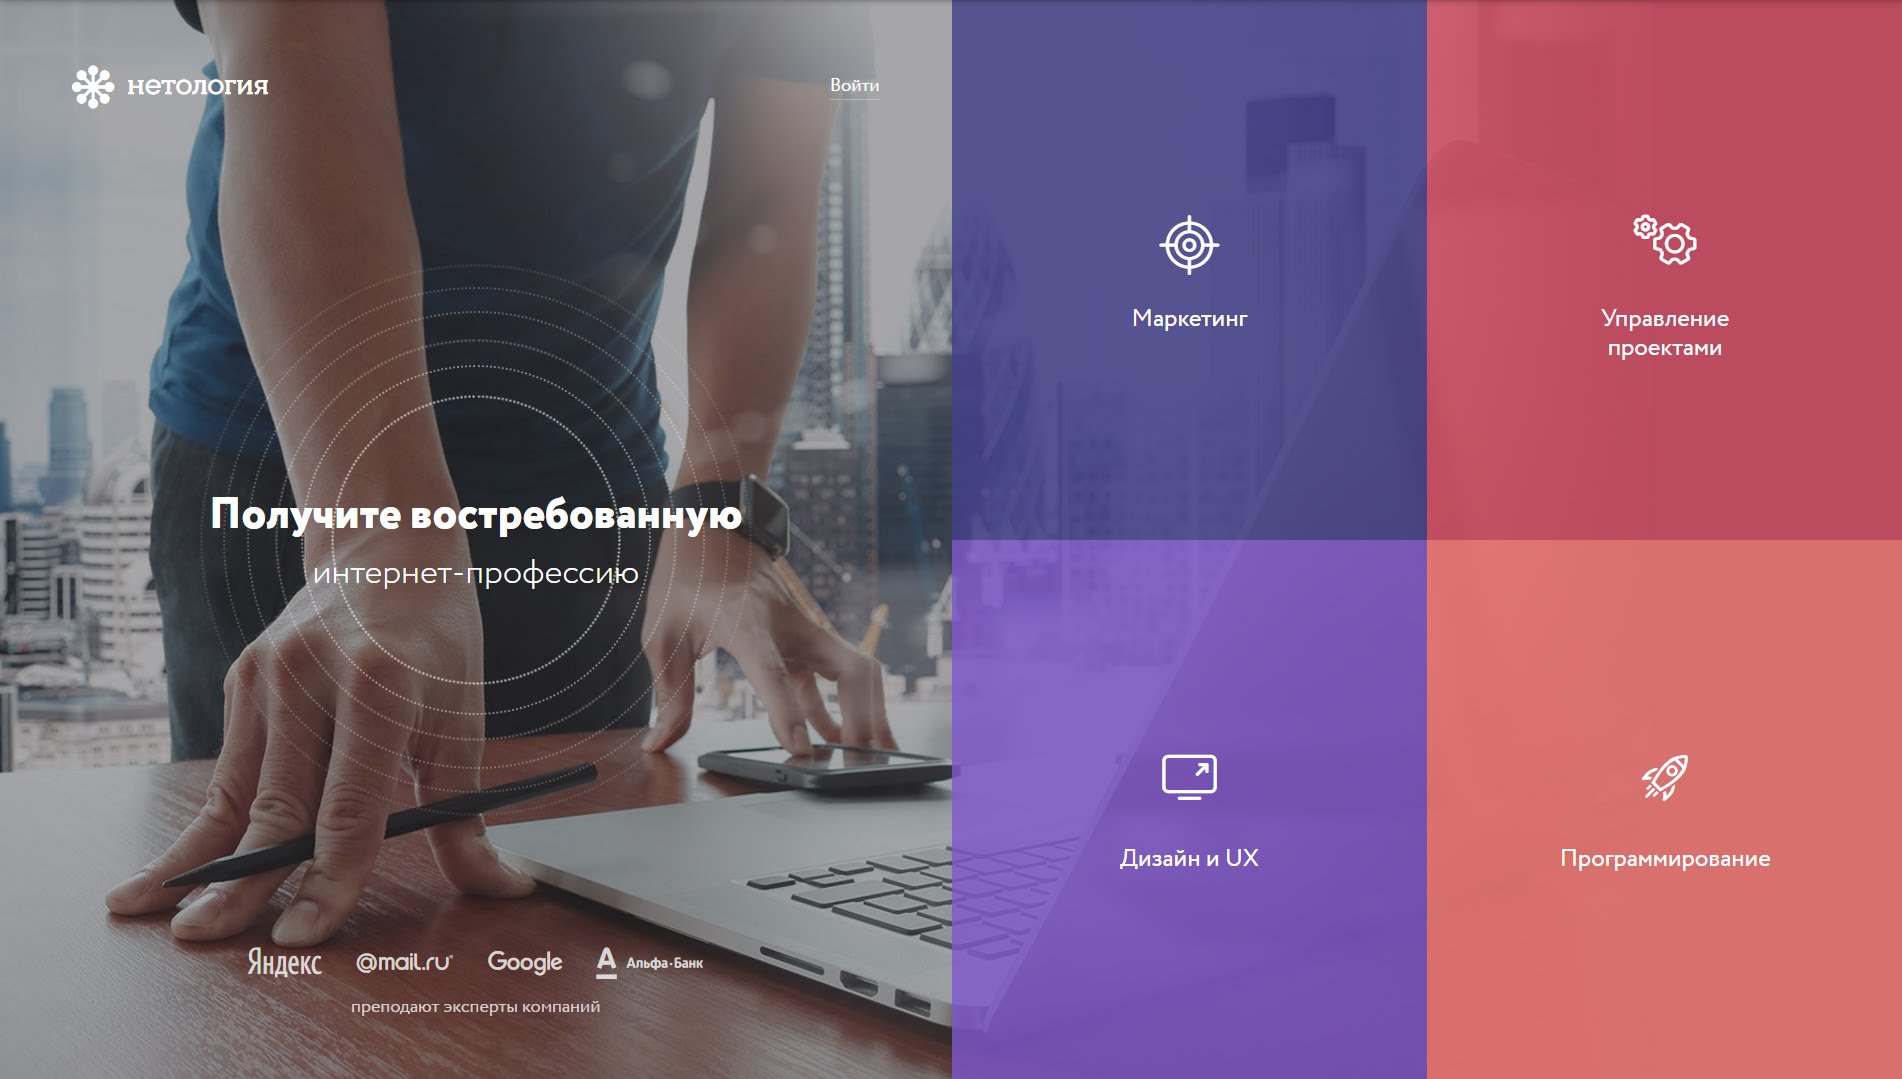 нетология
Войти
Получите востребованную
интернет-профессию
Яндекс @mail.ru® Google А Альфа·Банк
преподают эксперты компаний
Маркетинг
Управление
проектами
Дизайн и UX
Программирование